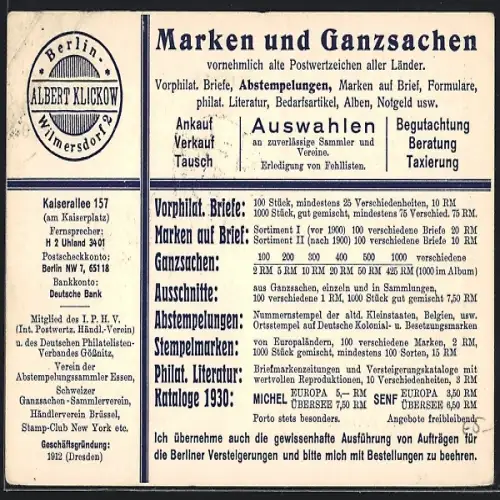 Berlin-
ALBERT KLICKOW
Wilmersdorf 2
Marken und Ganzsachen
vornehmlich alte Postwertzeichen aller Länder.
Vorphilat. Briefe, Abstempelungen, Marken auf Brief, Formulare,
philat. Literatur, Bedarfsartikel, Alben, Notgeld usw.
Ankauf
Verkauf
Tausch
Auswahlen
an zuverlässige Sammler und
Vereine.
Erledigung von Fehllisten.
Begutachtung
Beratung
Taxierung
Kaiserallee 157
(am Kaiserplatz)
Fernsprecher:
H 2 Uhland 3401
Postscheckkonto:
Berlin NW 7, 65118
Bankkonto:
Deutsche Bank
Mitglied des I. P. H. V.
(Int. Postwertz. Händl.-Verein)
u. des Deutschen Philatelisten-
Verbandes Gößnitz,
Verein der
Abstempelungssammler Essen,
Schweizer
Ganzsachen-Sammlerverein,
Händlerverein Brüssel,
Stamp-Club New York etc.
Geschäftsgründung:
1912 (Dresden)
Vorphilat. Briefe: 100 Stück, mindestens 25 Verschiedenheiten, 10 RM
1000 Stück, gut gemischt, mindestens 75 Verschied. 75 RM.
Marken auf Brief: Sortiment I (vor 1900) 100 verschiedene Briefe 20 RM
Sortiment II (nach 1900) 100 verschiedene Briefe 10 RM
Ganzsachen: 100 200 300 400 500 1000 verschiedene
2 RM 5 RM 10 RM 20 RM 50 RM 425 RM (1000 im Album)
Ausschnitte: aus Ganzsachen, einzeln und in Sammlungen,
100 verschiedene 1 RM, 1000 Stück gut gemischt 7,50 RM
Abstempelungen: Nummernstempel der altd. Kleinstaaten, Belgien, usw.
Ortsstempel auf Deutsche Kolonial- u. Besetzungsmarken
Stempelmarken: von Europaländern, 100 verschiedene Marken, 2 RM,
1000 Stück gemischt, mindestens 100 Sorten, 15 RM
Philat. Literatur: Briefmarkenzeitungen und Versteigerungskataloge mit
wertvollen Reproduktionen, 10 Verschiedenheiten, 3 RM
Kataloge 1930: MICHEL EUROPA 5,— RM SENF EUROPA 3,50 RM
ÜBERSEE 7,50 RM ÜBERSEE 6,50 RM
Porto stets besonders. Angebote freibleibend.
Ich übernehme auch die gewissenhafte Ausführung von Aufträgen für
die Berliner Versteigerungen und bitte mich mit Bestellungen zu beehren.